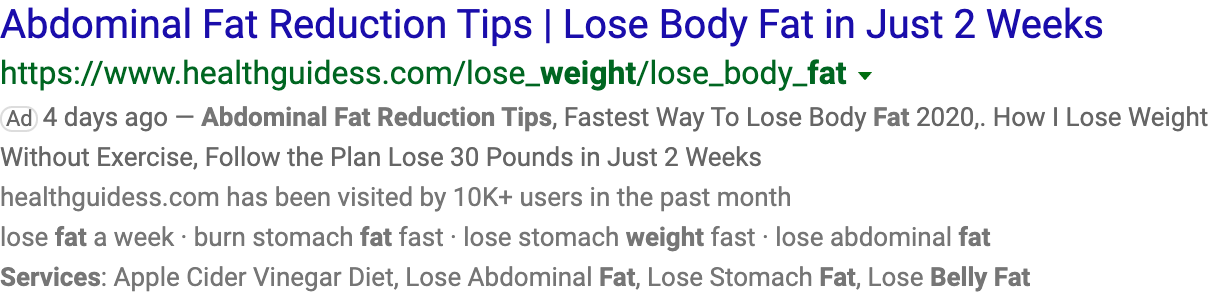 Abdominal Fat Reduction Tips | Lose Body Fat in Just 2 Weeks
https://www.healthguidess.com/lose_weight/lose_body_fat
Ad 4 days ago — Abdominal Fat Reduction Tips, Fastest Way To Lose Body Fat 2020,. How I Lose Weight
Without Exercise, Follow the Plan Lose 30 Pounds in Just 2 Weeks
healthguidess.com has been visited by 10K+ users in the past month
lose fat a week · burn stomach fat fast · lose stomach weight fast · lose abdominal fat
Services: Apple Cider Vinegar Diet, Lose Abdominal Fat, Lose Stomach Fat, Lose Belly Fat